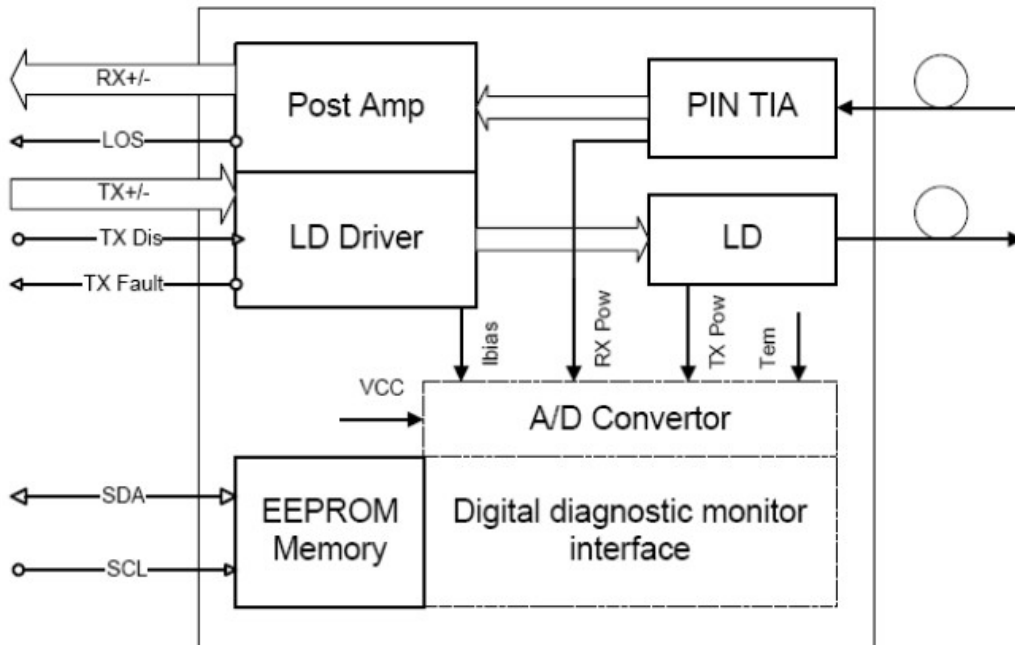 RX+/-
Post Amp
PIN TIA
LOS
TX+/-
LD Driver
LD
TX Dis
TX Fault
Ibias
RX Pow
TX Pow
Tem
VCC
A/D Convertor
SDA
EEPROM
Memory
Digital diagnostic monitor
interface
SCL